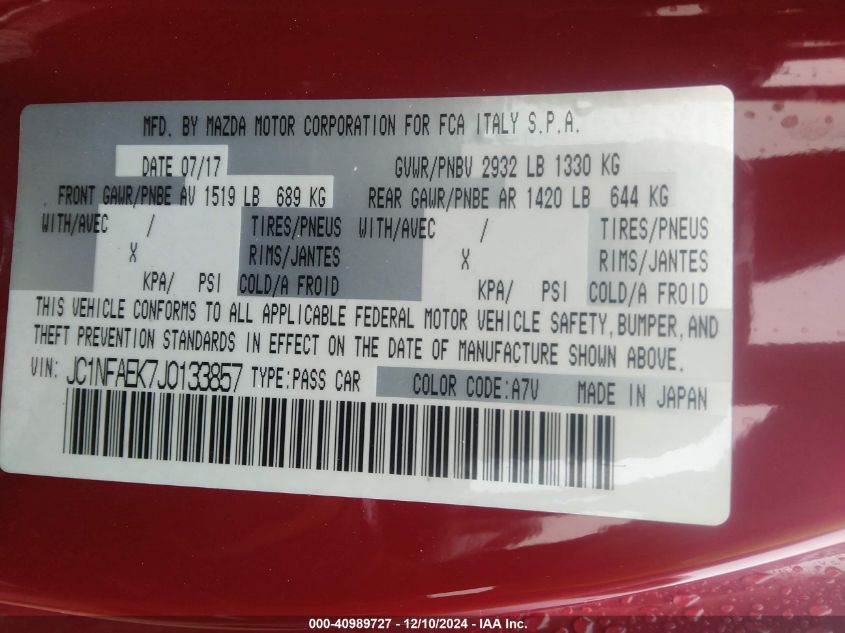 MFD. BY MAZDA MOTOR CORPORATION FOR FCA ITALY S.P.A.
DATE 07/17 GVWR/PNBV 2932 LB 1330 KG
FRONT GAWR/PNBE AV 1519 LB 689 KG REAR GAWR/PNBE AR 1420 LB 644 KG
WITH/AVEC / TIRES/PNEUS WITH/AVEC / TIRES/PNEUS
X RIMS/JANTES X RIMS/JANTES
KPA/ PSI COLD/A FROID KPA/ PSI COLD/A FROID
THIS VEHICLE CONFORMS TO ALL APPLICABLE FEDERAL MOTOR VEHICLE SAFETY, BUMPER, AND
THEFT PREVENTION STANDARDS IN EFFECT ON THE DATE OF MANUFACTURE SHOWN ABOVE.
VIN: JC1NFAEK7J0133857 TYPE:PASS CAR COLOR CODE:A7V MADE IN JAPAN
000-40989727 - 12/10/2024 - IAA Inc.